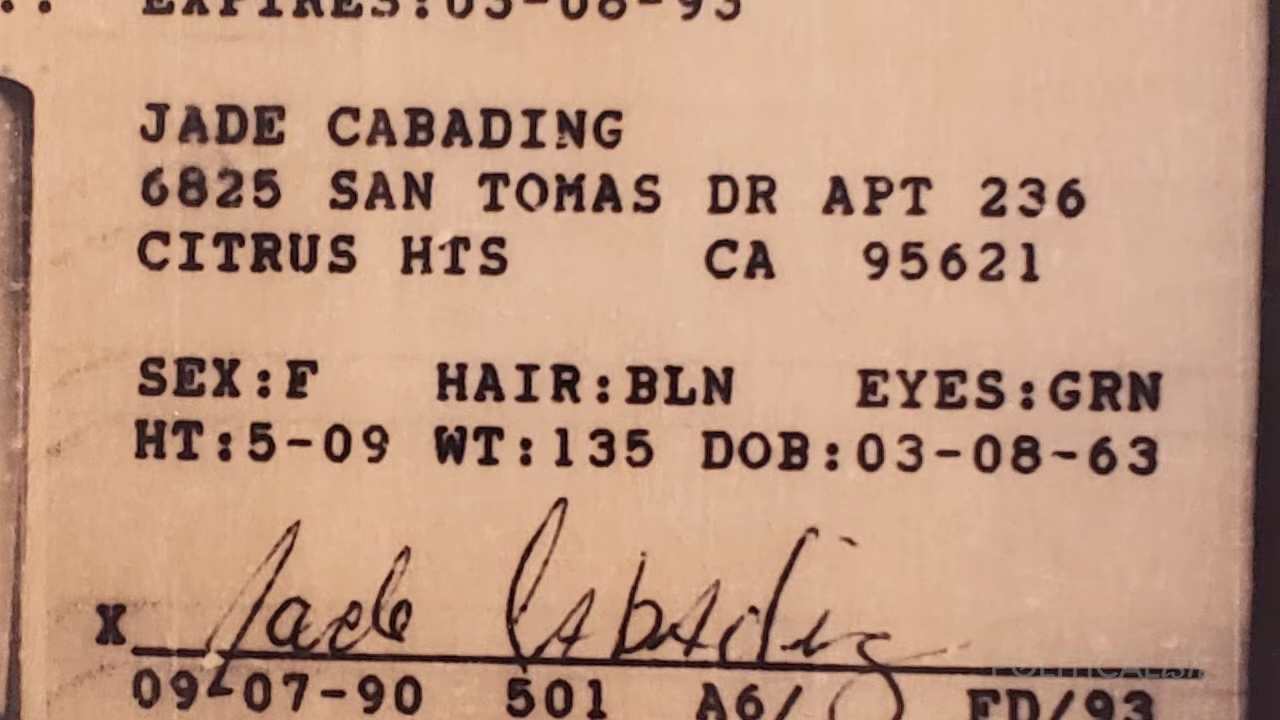 EXPIRES:03-08-93
JADE CABADING
6825 SAN TOMAS DR APT 236
CITRUS HTS CA 95621
SEX:F HAIR:BLN EYES:GRN
HT:5-09 WT:135 DOB:03-08-63
X Jade Cabading
POLITICALish
09-07-90 501 A6/ FD/93